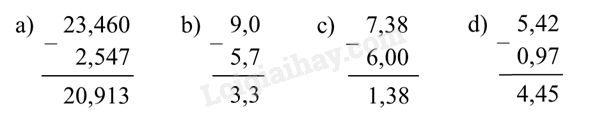 a) 23,460 b) 9,0 c) 7,38 d) 5,42
− − − −
2,547 5,7 6,00 0,97
20,913 3,3 1,38 4,45
Loigiaihay.com